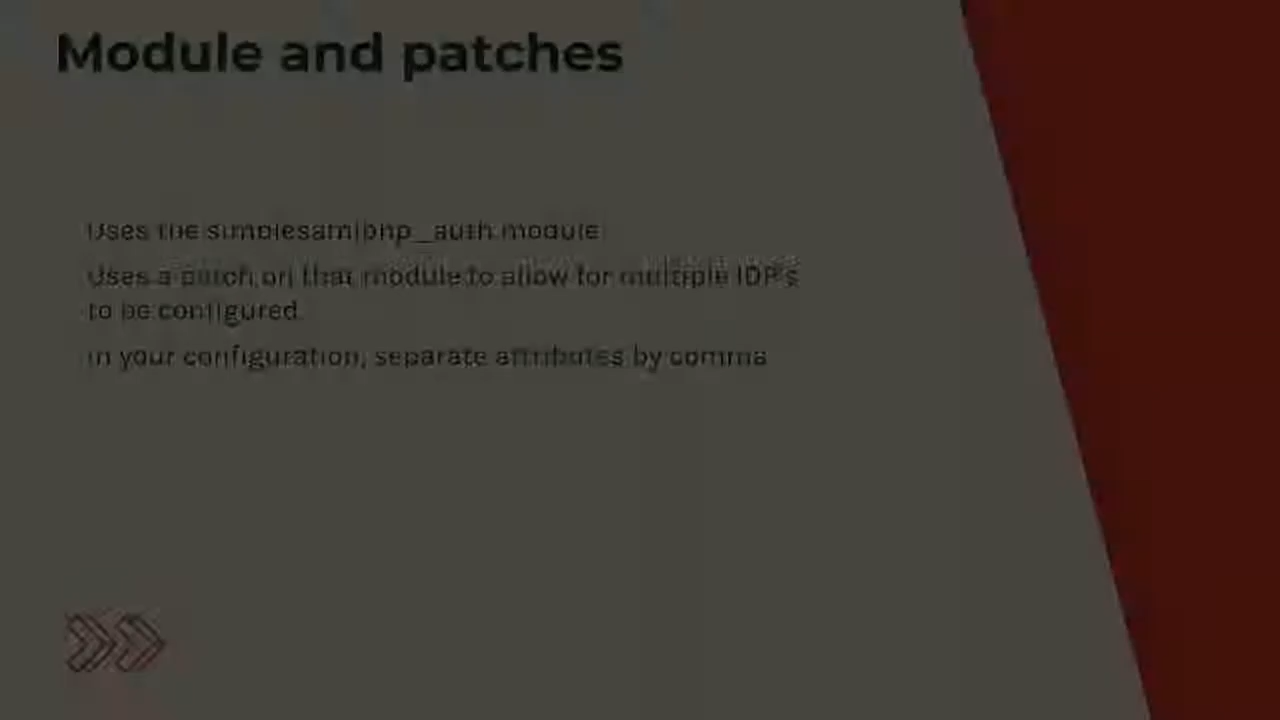 Module and patches
Uses the simplesamlphp_auth module
Uses a patch on that module to allow for multiple IDP's
to be configured
In your configuration, separate attributes by comma